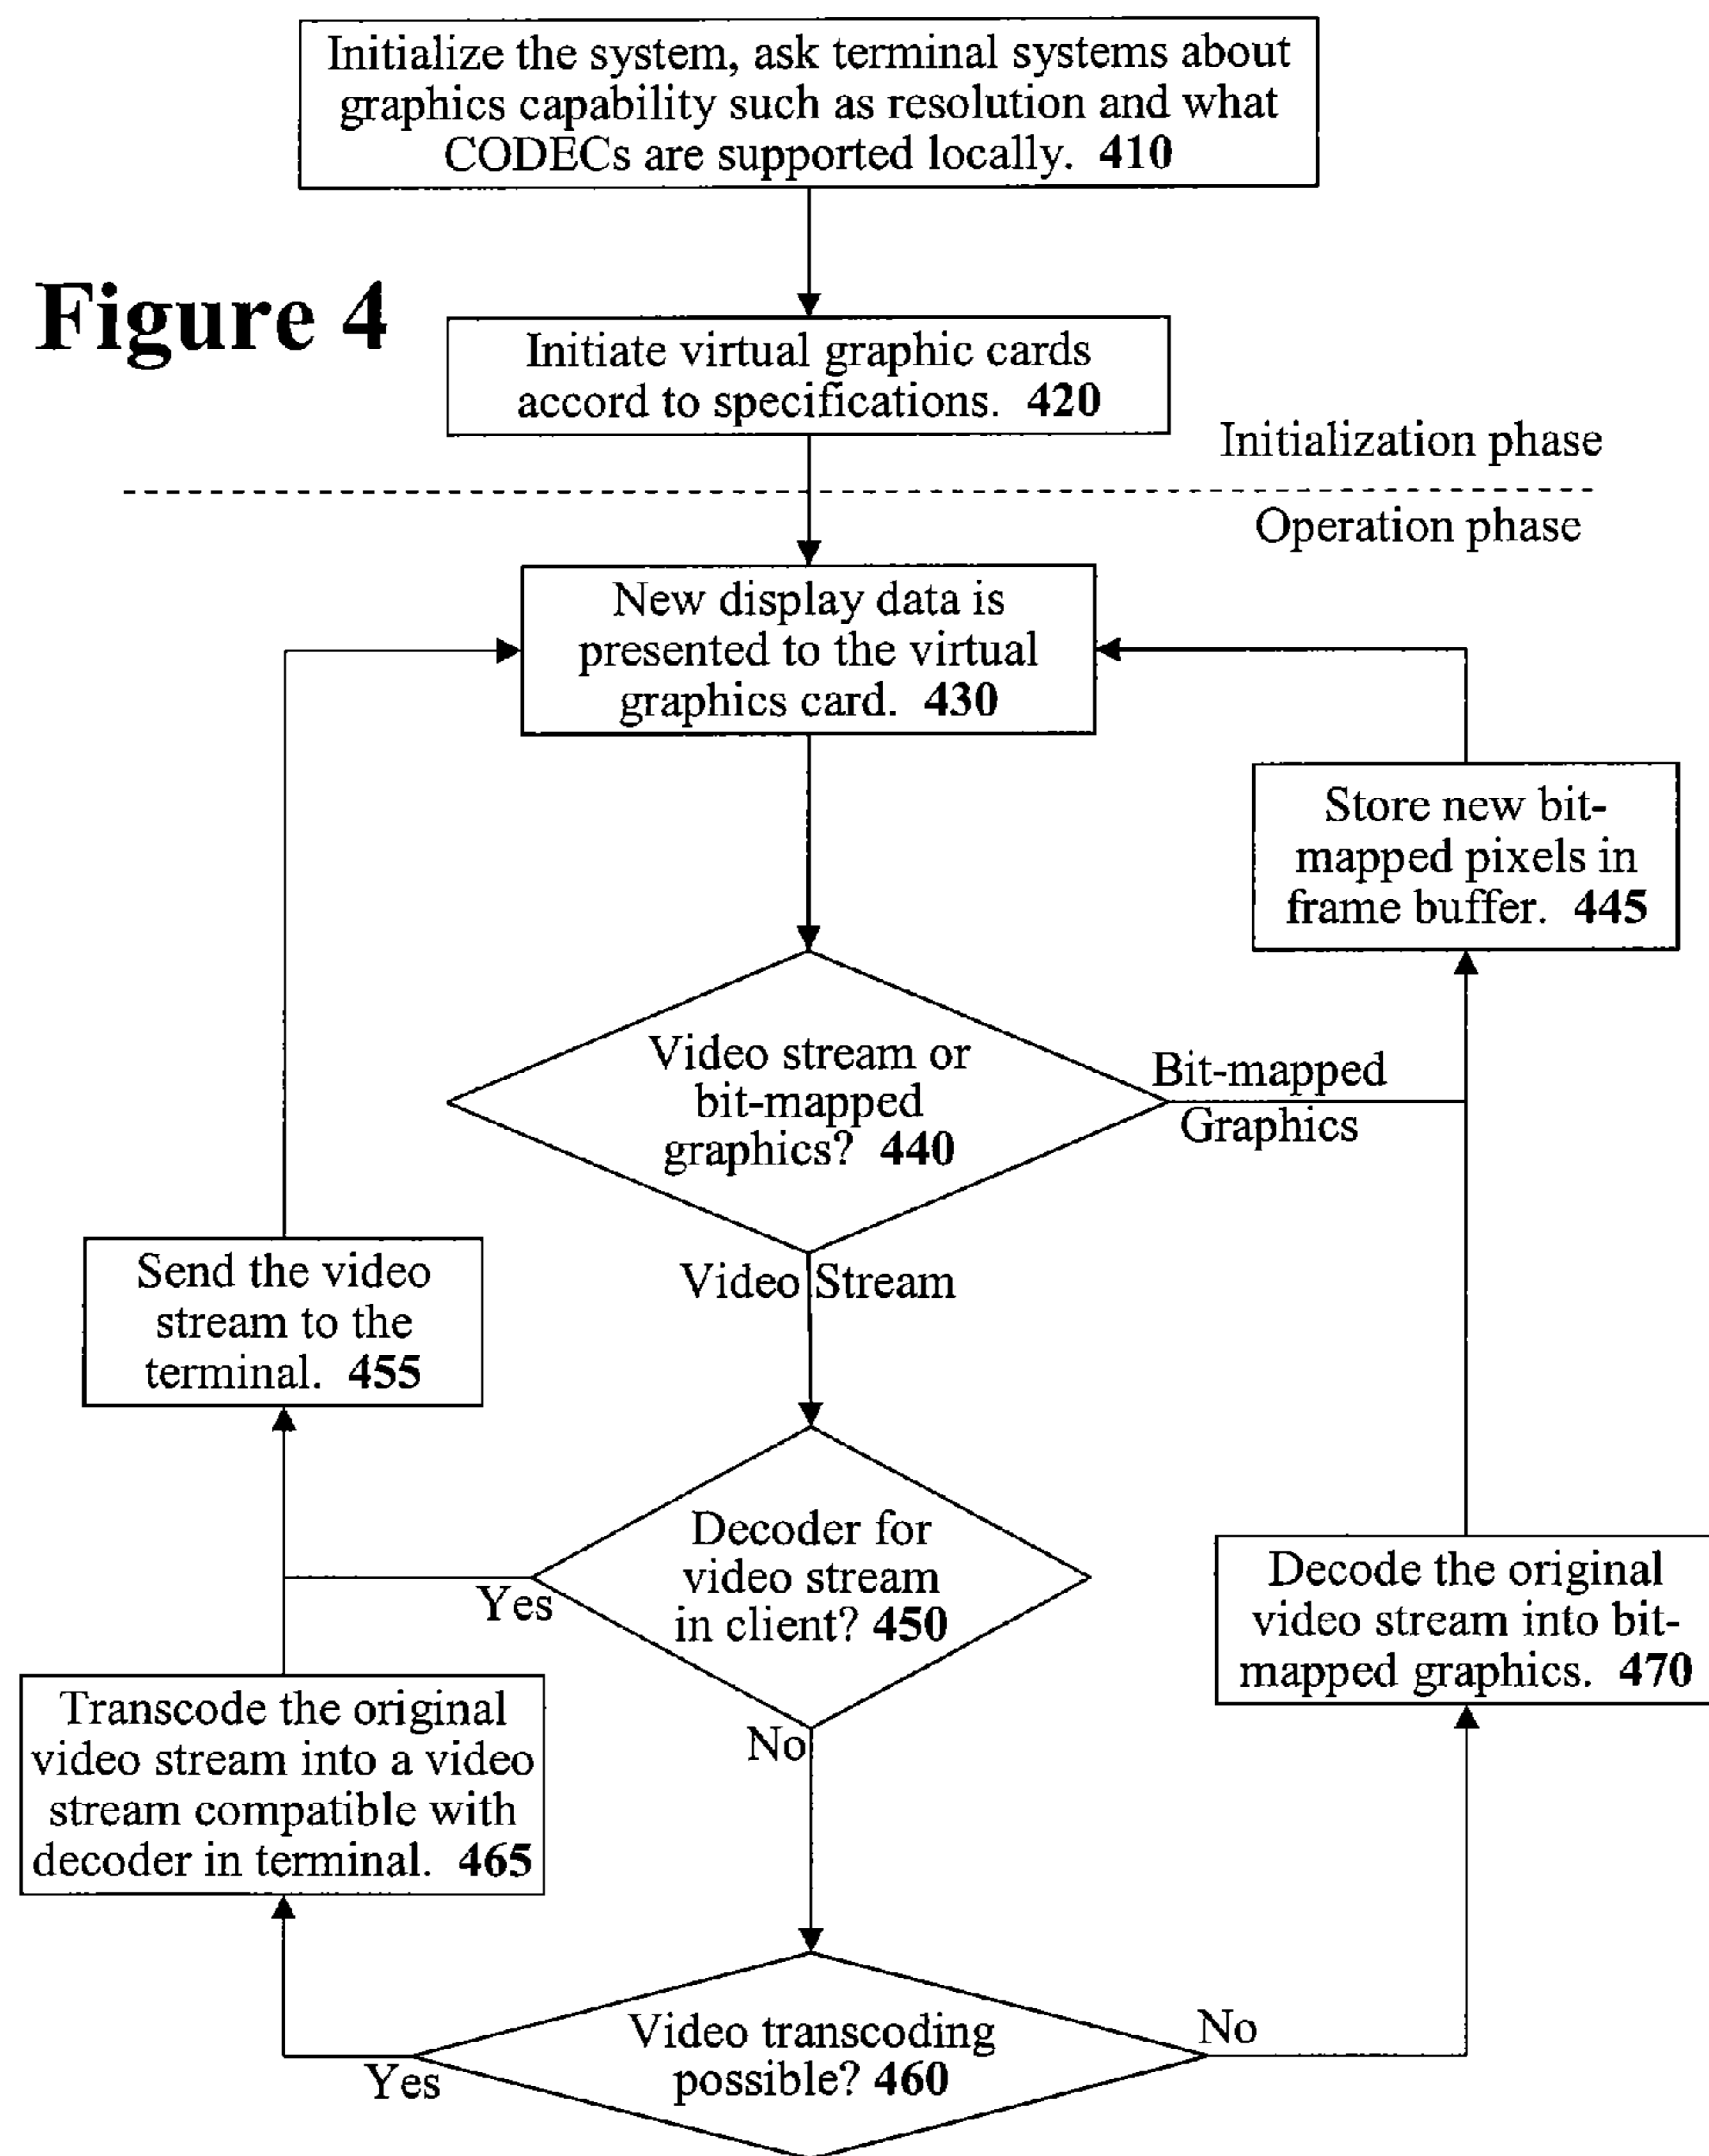 Initialize the system, ask terminal systems about
graphics capability such as resolution and what
CODECs are supported locally. 410
Figure 4
Initiate virtual graphic cards
accord to specifications. 420
Initialization phase
Operation phase
New display data is
presented to the virtual
graphics card. 430
Store new bit-
mapped pixels in
frame buffer. 445
Video stream or
bit-mapped
graphics? 440
Bit-mapped
Graphics
Video Stream
Send the video
stream to the
terminal. 455
Decoder for
video stream
in client? 450
Yes
No
Decode the original
video stream into bit-
mapped graphics. 470
Transcode the original
video stream into a video
stream compatible with
decoder in terminal. 465
Video transcoding
possible? 460
Yes
No